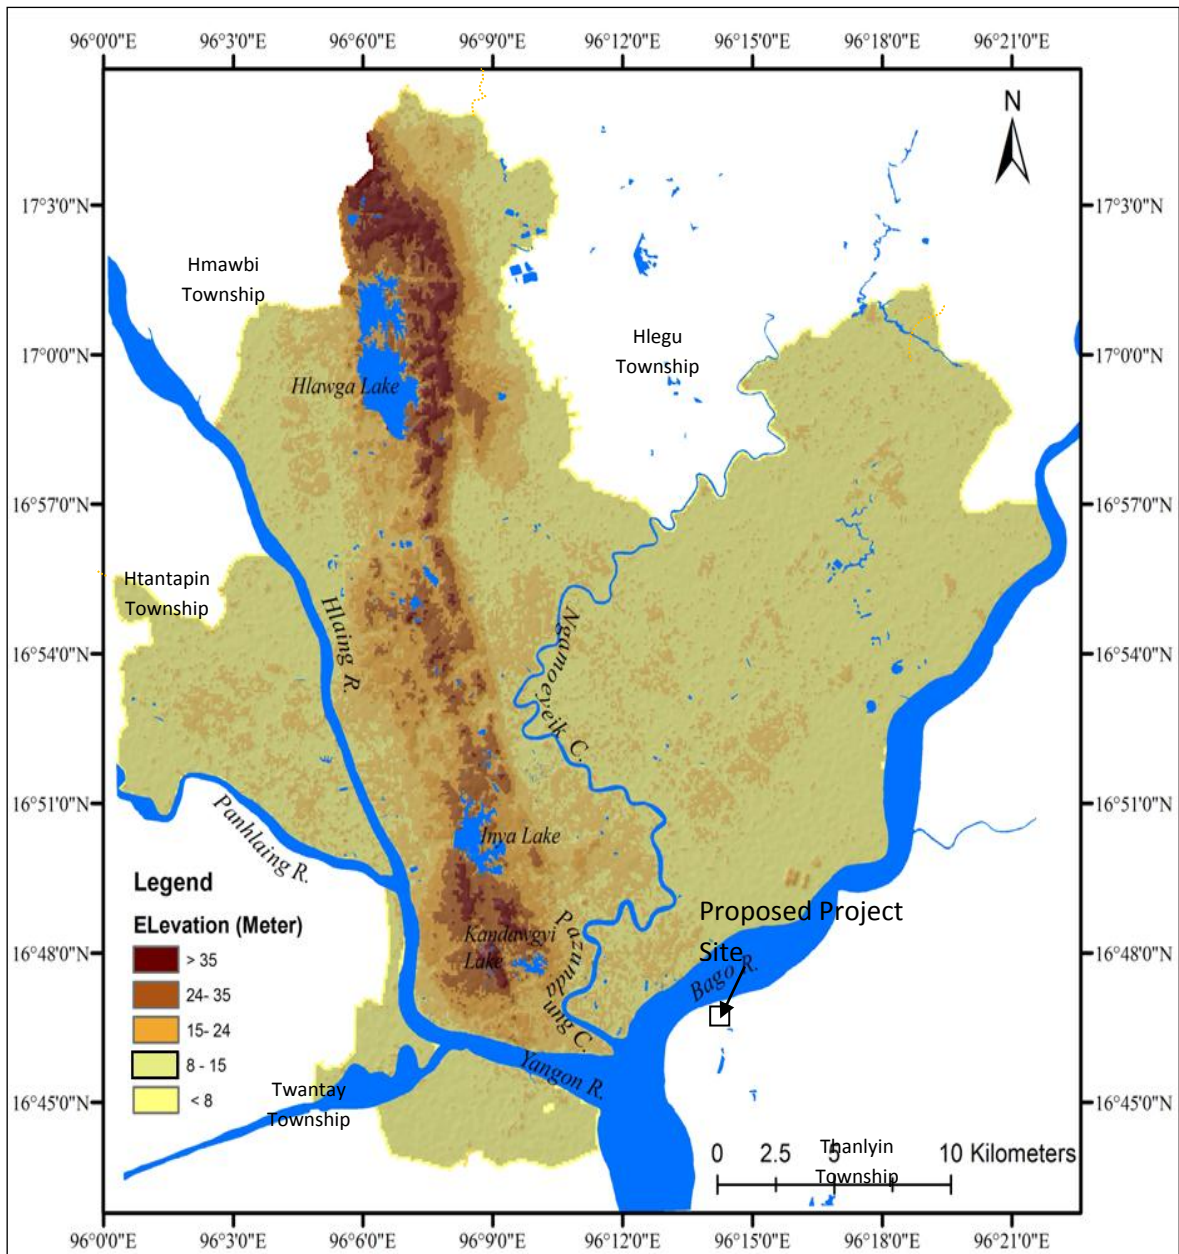 96°0'0"E 96°3'0"E 96°6'0"E 96°9'0"E 96°12'0"E 96°15'0"E 96°18'0"E 96°21'0"E
N
17°3'0"N 17°3'0"N
Hmawbi
Township
Hlegu
Township
17°0'0"N 17°0'0"N
Hlawga Lake
16°57'0"N 16°57'0"N
Htantapin
Township
Hlaing R.
Ngamoeyeik C.
16°54'0"N 16°54'0"N
16°51'0"N 16°51'0"N
Panhlaing R.
Inya Lake
Legend
ELevation (Meter)
> 35
24- 35
15- 24
8 - 15
< 8
Kandawgyi
Lake
Pazunda
ung C.
Proposed Project
Site
Bago R.
16°48'0"N 16°48'0"N
Yangon R.
Twantay
Township
16°45'0"N 16°45'0"N
Thanlyin
Township
0 2.5 5 10 Kilometers
96°0'0"E 96°3'0"E 96°6'0"E 96°9'0"E 96°12'0"E 96°15'0"E 96°18'0"E 96°21'0"E